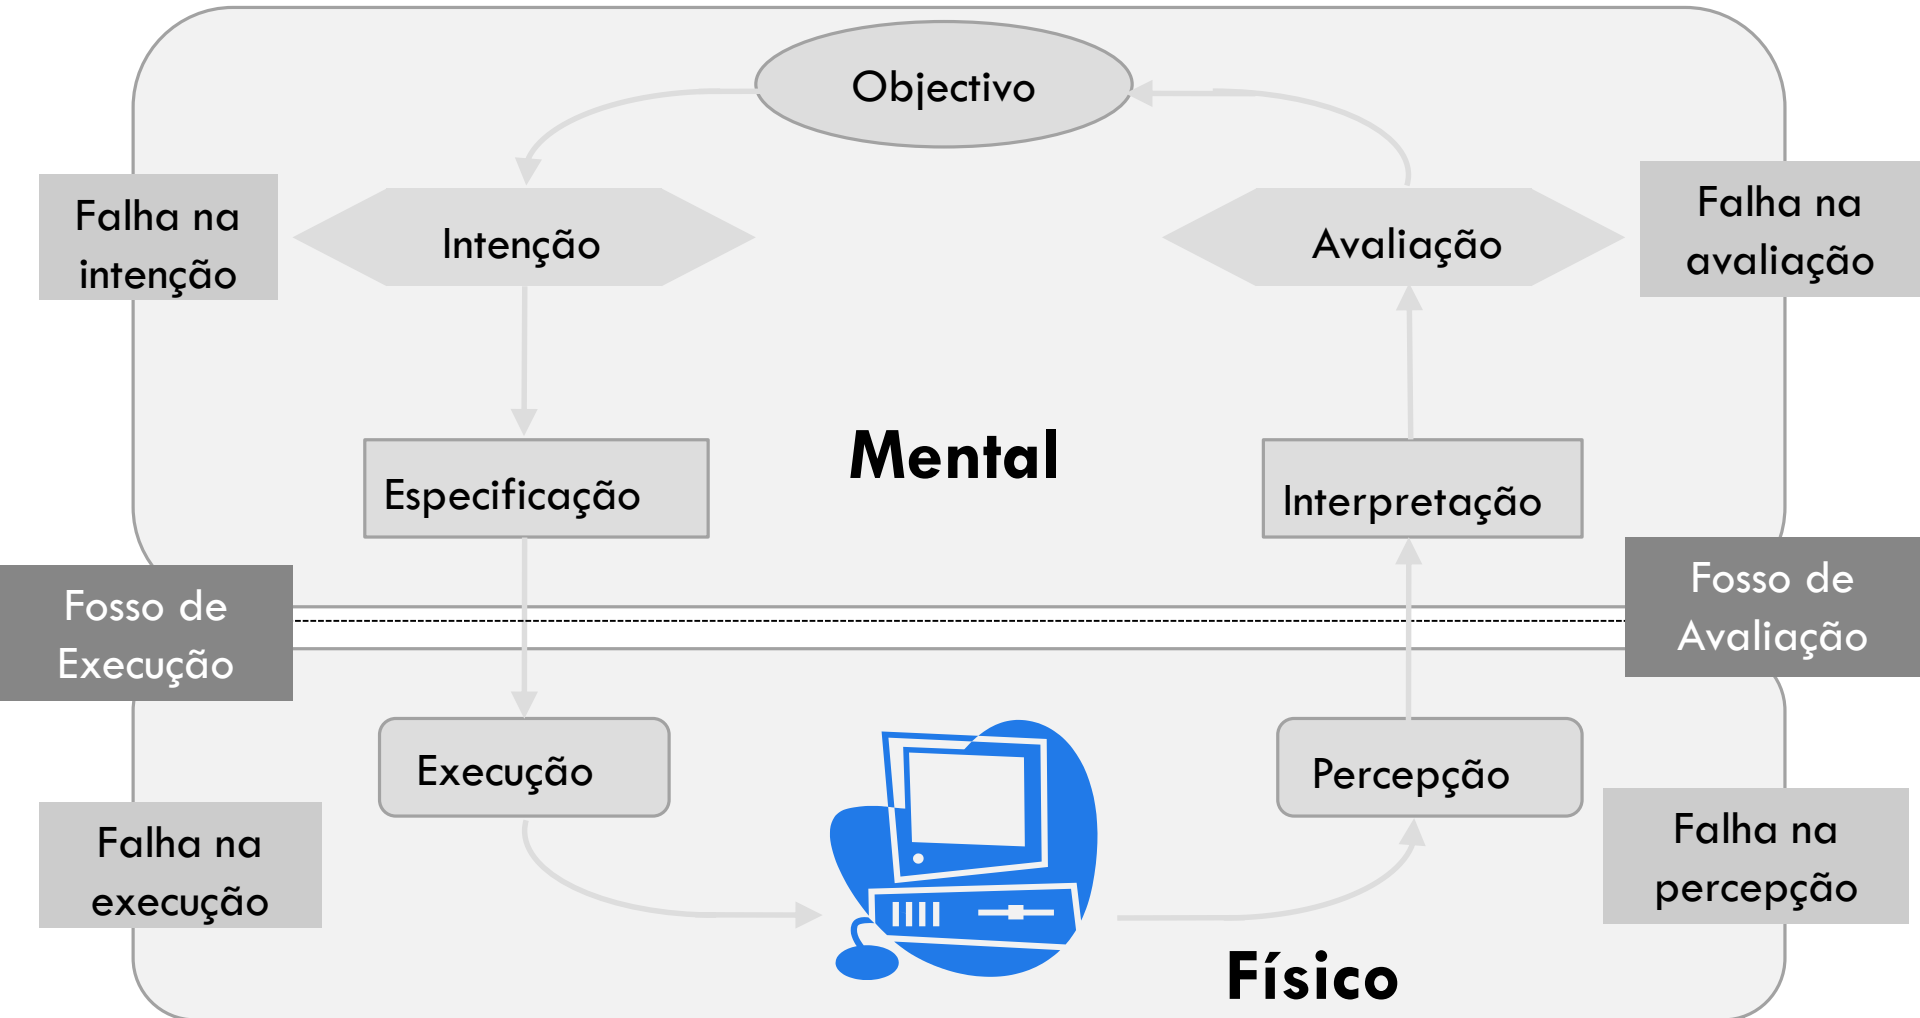 Objectivo
Falha na
intenção
Intenção
Avaliação
Falha na
avaliação
Mental
Especificação
Interpretação
Fosso de
Execução
Fosso de
Avaliação
Execução
Percepção
Falha na
execução
Falha na
percepção
Físico